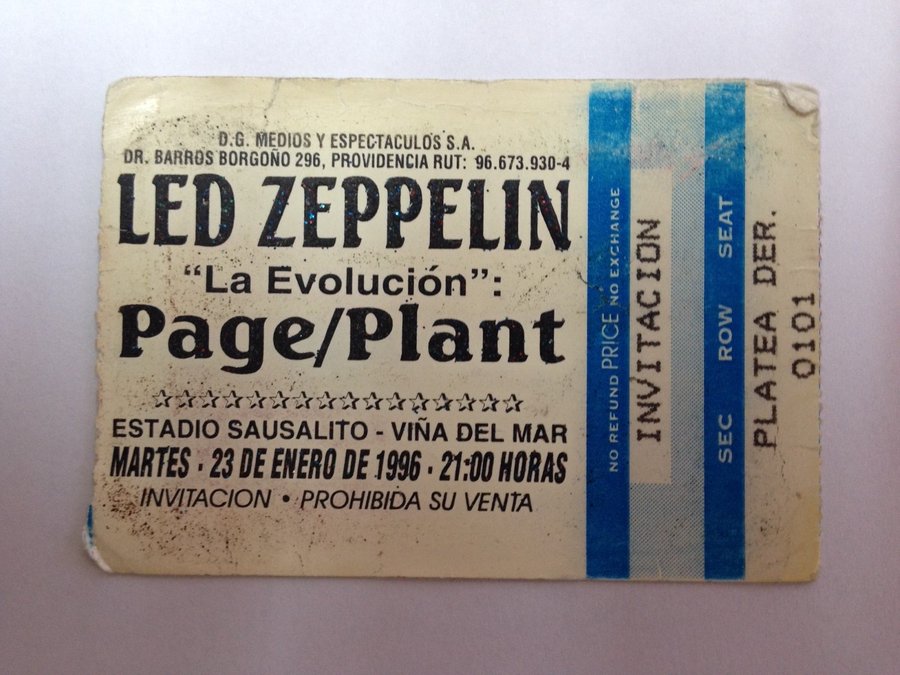 D.G. MEDIOS Y ESPECTACULOS S.A.
DR. BARROS BORGOÑO 296, PROVIDENCIA RUT: 96.673.930-4
LED ZEPPELIN
“La Evolución”:
Page/Plant
☆☆☆☆☆☆☆☆☆☆☆☆☆☆☆☆
ESTADIO SAUSALITO - VIÑA DEL MAR
MARTES · 23 DE ENERO DE 1996 · 21:00 HORAS
INVITACION • PROHIBIDA SU VENTA
NO REFUND PRICE NO EXCHANGE
INVITACION
SEC ROW SEAT
PLATEA DER.
0101